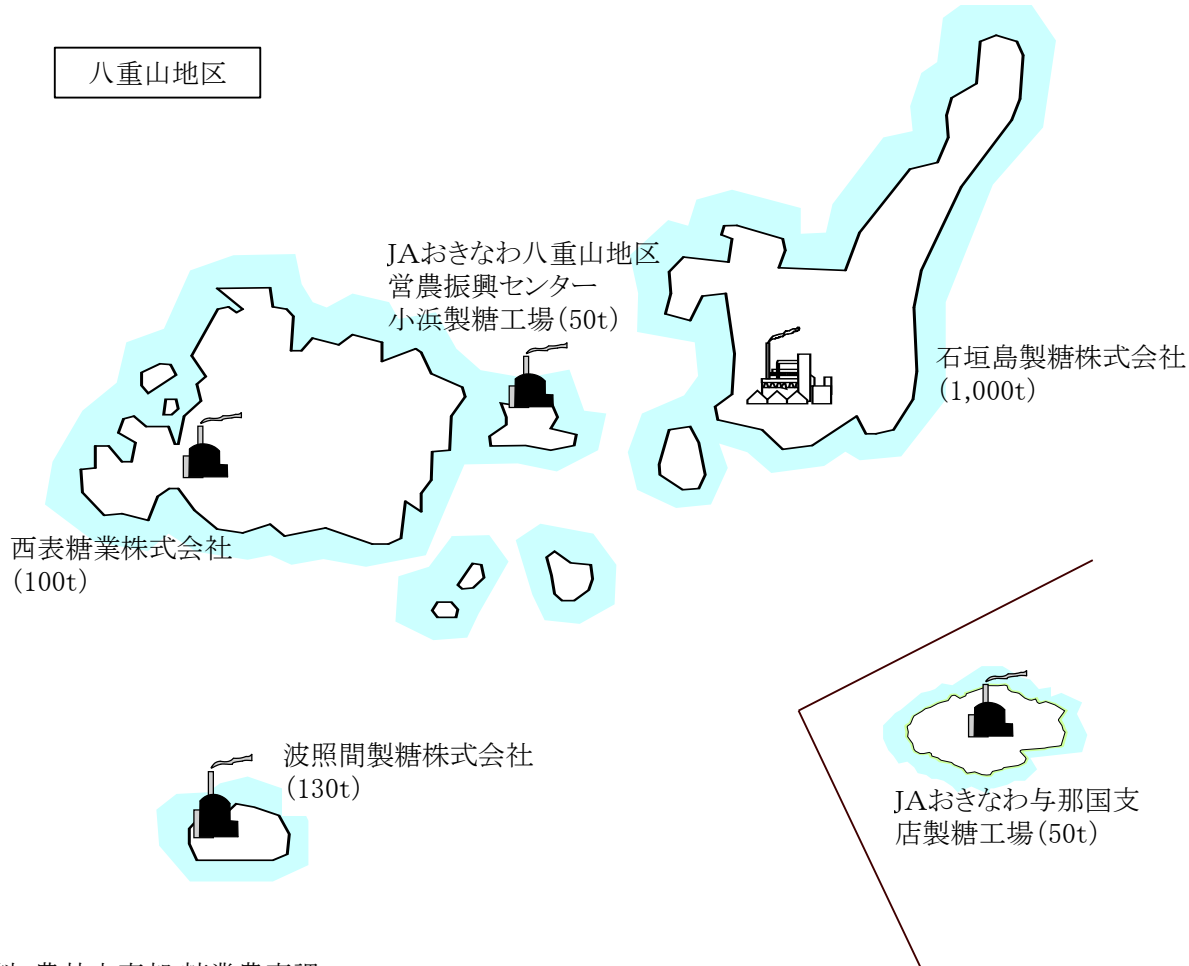 八重山地区
JAおきなわ八重山地区
営農振興センター
小浜製糖工場(50t)
石垣島製糖株式会社
(1,000t)
西表糖業株式会社
(100t)
波照間製糖株式会社
(130t)
JAおきなわ与那国支
店製糖工場(50t)